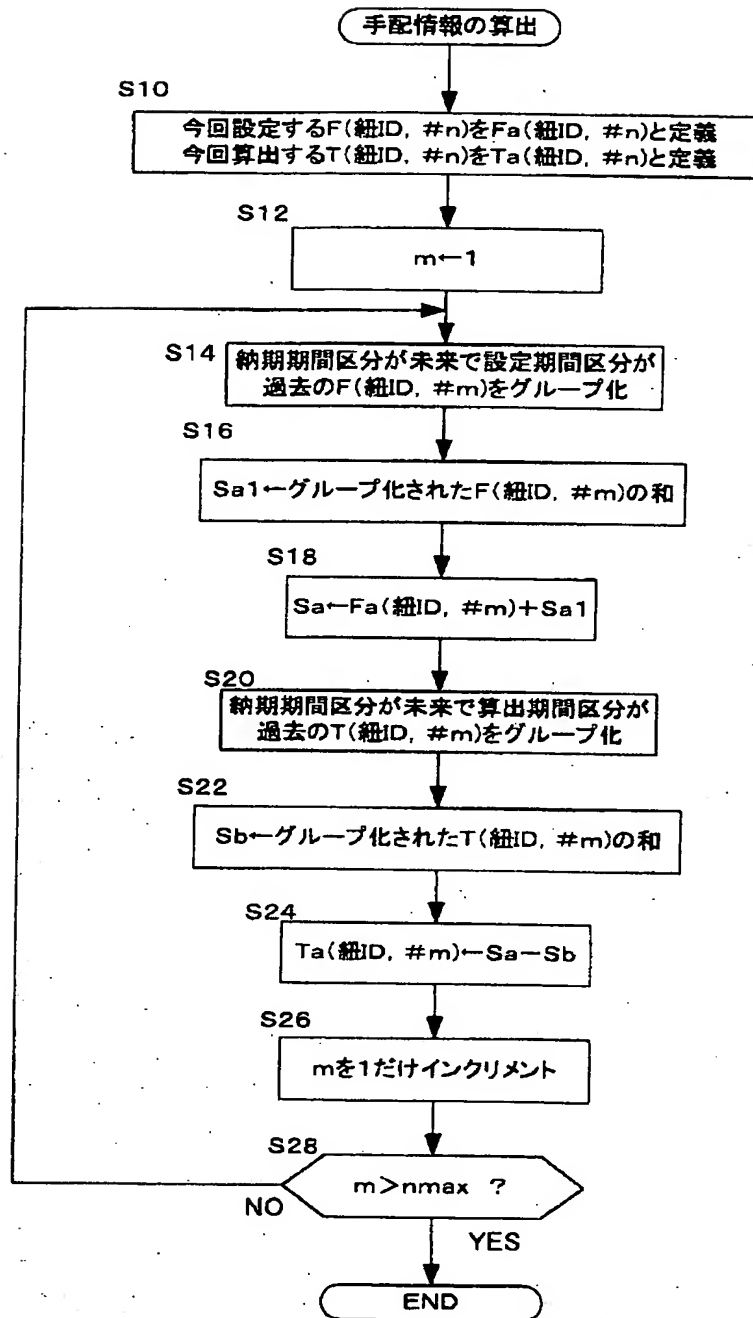 手配情報の算出
S10
今回設定するF(紐ID, #n)をFa(紐ID, #n)と定義
今回算出するT(紐ID, #n)をTa(紐ID, #n)と定義
S12
m←1
S14
納期期間区分が未来で設定期間区分が
過去のF(紐ID, #m)をグループ化
S16
Sa1←グループ化されたF(紐ID, #m)の和
S18
Sa←Fa(紐ID, #m)+Sa1
S20
納期期間区分が未来で算出期間区分が
過去のT(紐ID, #m)をグループ化
S22
Sb←グループ化されたT(紐ID, #m)の和
S24
Ta(紐ID, #m)←Sa−Sb
S26
mを1だけインクリメント
S28
m>nmax ?
NO
YES
END